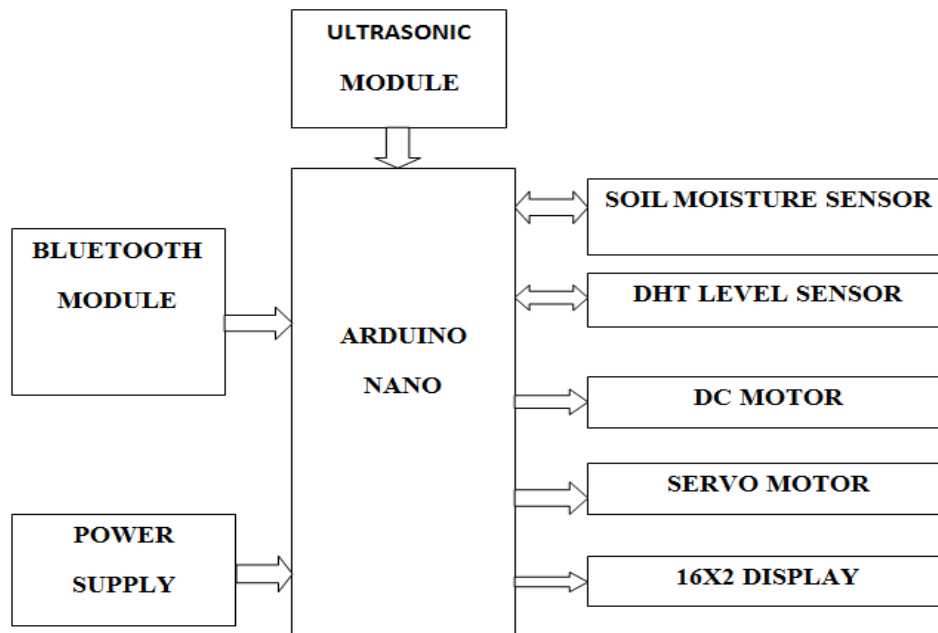 ULTRASONIC
MODULE
BLUETOOTH
MODULE
POWER
SUPPLY
ARDUINO
NANO
SOIL MOISTURE SENSOR
DHT LEVEL SENSOR
DC MOTOR
SERVO MOTOR
16X2 DISPLAY